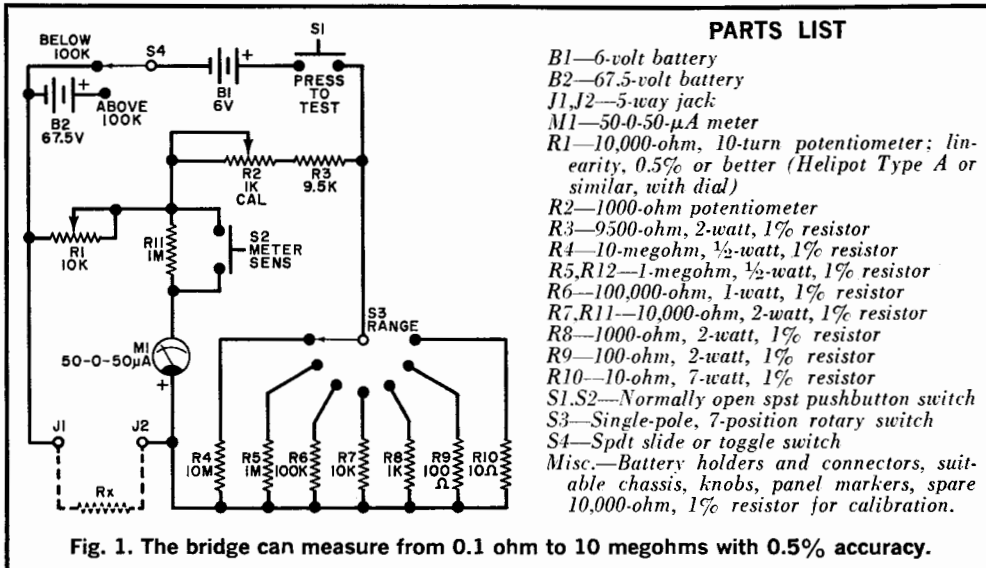 BELOW
100K
S4
S1
+
B1
6V
PRESS
TO
TEST
+
B2
67.5V
ABOVE
100K
R2
1K
CAL
R3
9.5K
R1
10K
R11
1M
S2
METER
SENS
S3
RANGE
M1
50-0-50µA
+
J1
J2
Rx
R4
10M
R5
1M
R6
100K
R7
10K
R8
1K
R9
100
Ω
R10
10Ω
PARTS LIST
B1—6-volt battery
B2—67.5-volt battery
J1,J2—5-way jack
M1—50-0-50-µA meter
R1—10,000-ohm, 10-turn potentiometer; lin-
earity, 0.5% or better (Helipot Type A or
similar, with dial)
R2—1000-ohm potentiometer
R3—9500-ohm, 2-watt, 1% resistor
R4—10-megohm, ½-watt, 1% resistor
R5,R12—1-megohm, ½-watt, 1% resistor
R6—100,000-ohm, 1-watt, 1% resistor
R7,R11—10,000-ohm, 2-watt, 1% resistor
R8—1000-ohm, 2-watt, 1% resistor
R9—100-ohm, 2-watt, 1% resistor
R10—10-ohm, 7-watt, 1% resistor
S1.S2—Normally open spst pushbutton switch
S3—Single-pole, 7-position rotary switch
S4—Spdt slide or toggle switch
Misc.—Battery holders and connectors, suit-
able chassis, knobs, panel markers, spare
10,000-ohm, 1% resistor for calibration.
Fig. 1. The bridge can measure from 0.1 ohm to 10 megohms with 0.5% accuracy.